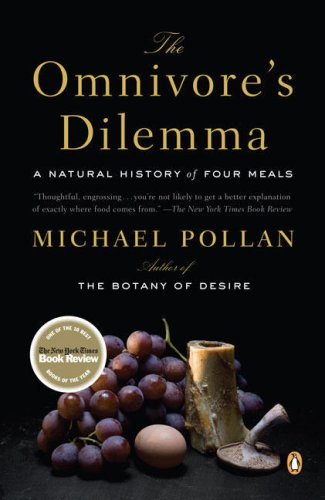 The
Omnivore's
Dilemma
A NATURAL HISTORY of FOUR MEALS
"Thoughtful, engrossing . . . you're not likely to get a better explanation
of exactly where food comes from."—The New York Times Book Review
MICHAEL POLLAN
Author of
THE BOTANY OF DESIRE
ONE OF THE 10 BEST
The New York Times
Book Review
BOOKS OF THE YEAR